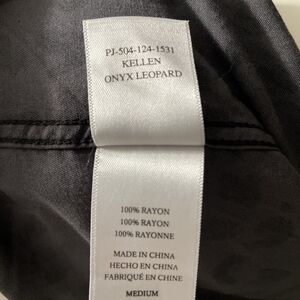 PJ-504-124-1531
KELLEN
ONYX LEOPARD
100% RAYON
100% RAYON
100% RAYONNE
MADE IN CHINA
HECHO EN CHINA
FABRIQUÉ EN CHINE
MEDIUM